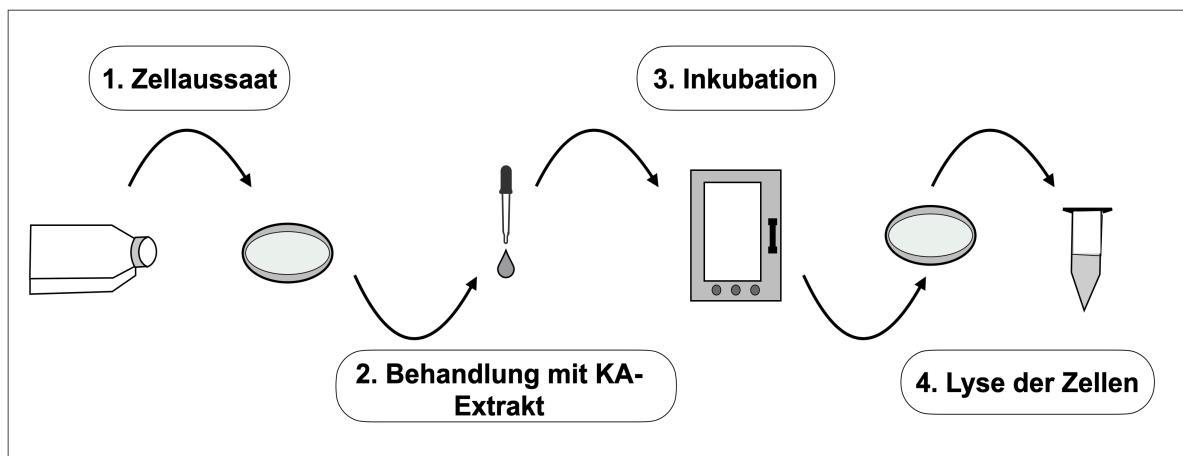 1. Zellaussaat
3. Inkubation
2. Behandlung mit KA-
Extrakt
4. Lyse der Zellen